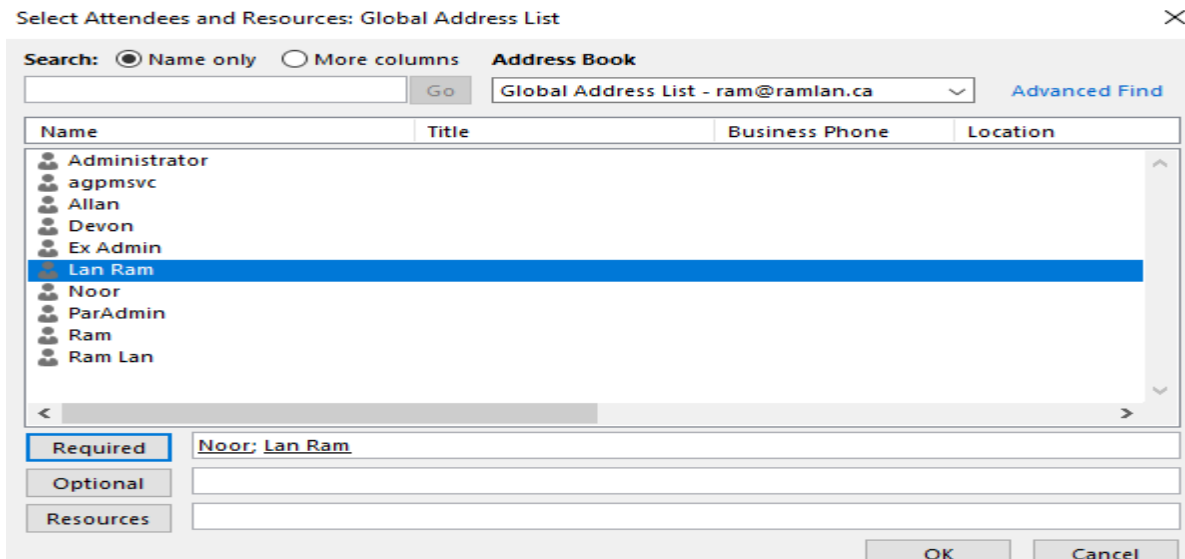 Select Attendees and Resources: Global Address List
Search: Name only More columns Address Book
Go Global Address List - ram@ramlan.ca Advanced Find
Name Title Business Phone Location
Administrator
agpmsvc
Allan
Devon
Ex Admin
Lan Ram
Noor
ParAdmin
Ram
Ram Lan
Required Noor; Lan Ram
Optional
Resources
OK Cancel